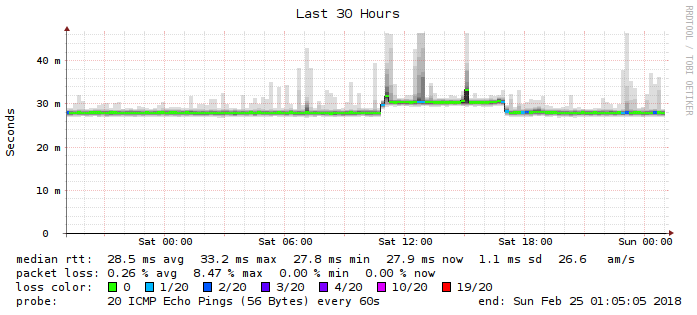 Last 30 Hours
RRDTOOL / TOBI OETIKER
Seconds
40 m
30 m
20 m
10 m
0
Sat 00:00 Sat 06:00 Sat 12:00 Sat 18:00 Sun 00:00
median rtt: 28.5 ms avg 33.2 ms max 27.8 ms min 27.9 ms now 1.1 ms sd 26.6 am/s
packet loss: 0.26 % avg 8.47 % max 0.00 % min 0.00 % now
loss color: 0 1/20 2/20 3/20 4/20 10/20 19/20
probe: 20 ICMP Echo Pings (56 Bytes) every 60s end: Sun Feb 25 01:05:05 2018